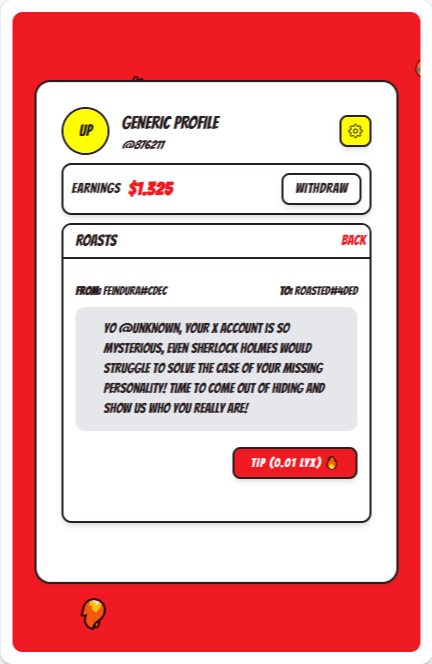 UP
GENERIC PROFILE
@876211
EARNINGS $1.325
WITHDRAW
ROASTS
BACK
FROM: FEINDURA#CDEC
TO: ROASTED#4DED
YO @UNKNOWN, YOUR X ACCOUNT IS SO
MYSTERIOUS, EVEN SHERLOCK HOLMES WOULD
STRUGGLE TO SOLVE THE CASE OF YOUR MISSING
PERSONALITY! TIME TO COME OUT OF HIDING AND
SHOW US WHO YOU REALLY ARE!
TIP (0.01 LYX) 🔥